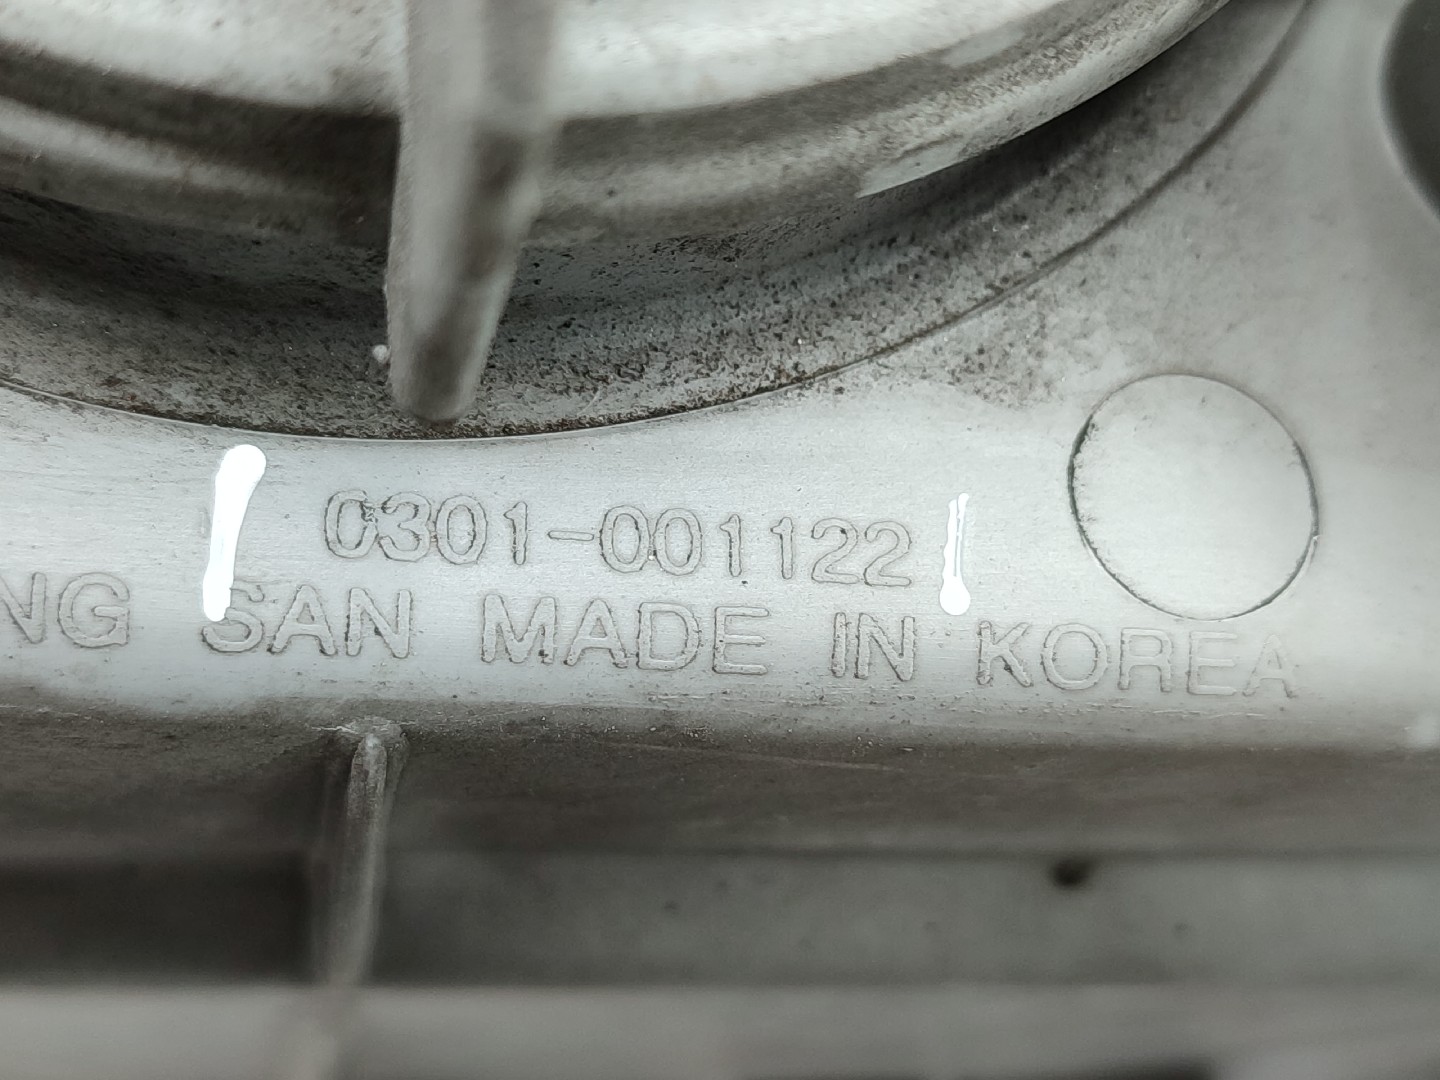 0301-001122
NG SAN MADE IN KOREA